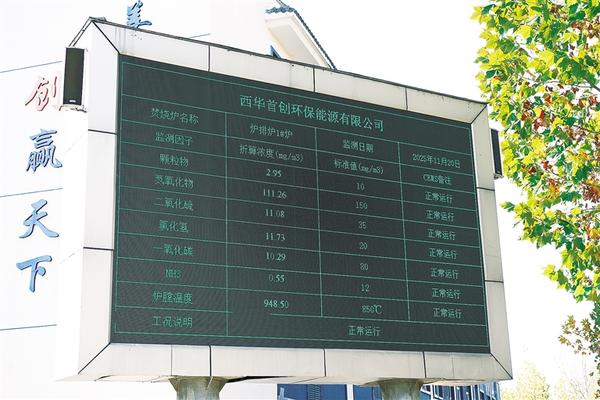 西华首创环保能源有限公司
焚烧炉名称 炉排炉1#炉 监测日期 2025年11月20日
监测因子 折算浓度(mg/m3) 标准值(mg/m3) CEMS备注
颗粒物 2.95 10 正常运行
氮氧化物 111.26 150 正常运行
二氧化硫 11.08 35 正常运行
氯化氢 11.73 20 正常运行
一氧化碳 10.29 80 正常运行
NH3 0.55 12 正常运行
炉膛温度 948.50 850℃ 正常运行
工况说明 正常运行
创赢天下